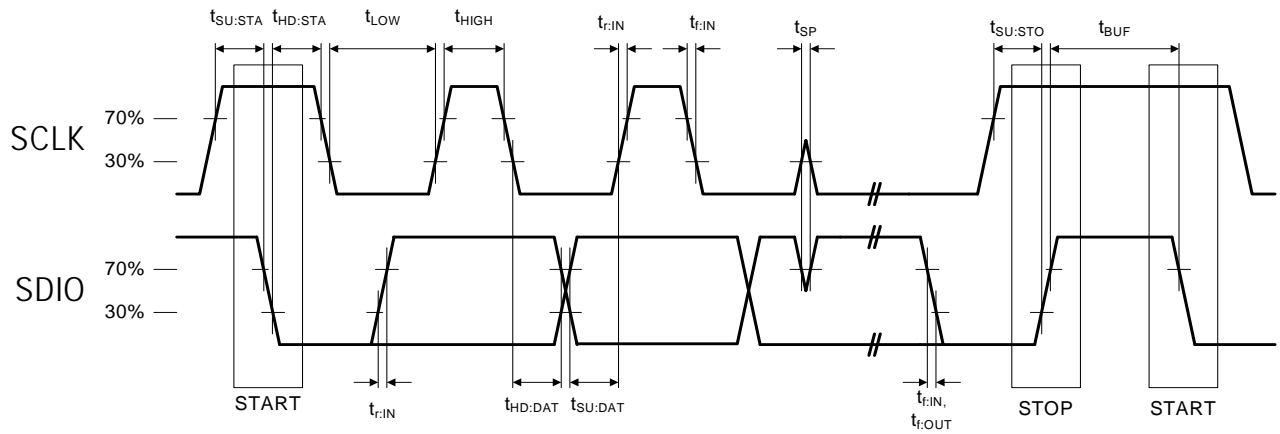 tSU:STA tHD:STA tLOW tHIGH tr:IN tf:IN tSP tSU:STO tBUF
SCLK
70%
30%
SDIO
70%
30%
START
tr:IN
tHD:DAT tSU:DAT
tf:IN,
tf:OUT
STOP
START